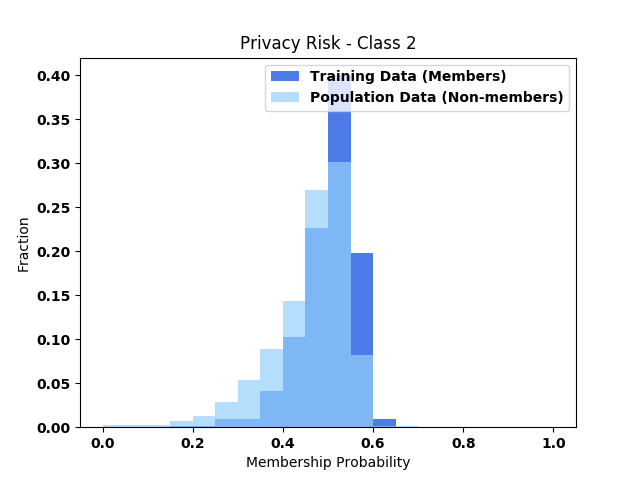 Privacy Risk - Class 2
Training Data (Members)
Population Data (Non-members)
0.40
0.35
0.30
0.25
0.20
0.15
0.10
0.05
0.00
Fraction
0.0 0.2 0.4 0.6 0.8 1.0
Membership Probability